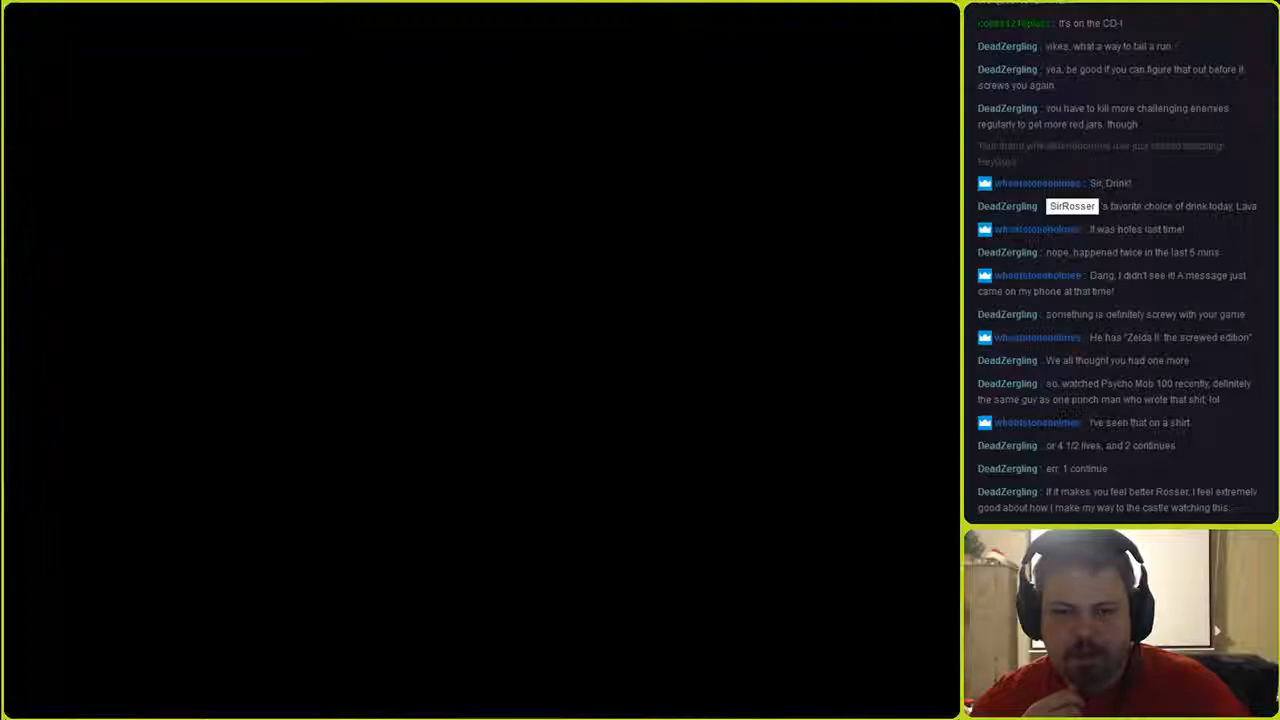 It's on the CD-I
DeadZergling : yikes, what a way to fail a run.
DeadZergling : yea, be good if you can figure that out before it
screws you again
DeadZergling : you have to kill more challenging enemies
regularly to get more red jars, though
wheatstoneholmes : Sir, Drink!
DeadZergling : SirRosser 's favorite choice of drink today, Lava
wheatstoneholmes : It was holes last time!
DeadZergling : nope, happened twice in the last 5 mins
wheatstoneholmes : Dang, I didn't see it! A message just
came on my phone at that time!
DeadZergling : something is definitely screwy with your game
wheatstoneholmes : He has "Zelda II: the screwed edition"
DeadZergling : We all thought you had one more
DeadZergling : so, watched Psycho Mob 100 recently, definitely
the same guy as one punch man who wrote that shit, lol
wheatstoneholmes : I've seen that on a shirt.
DeadZergling : or 4 1/2 lives, and 2 continues
DeadZergling : err, 1 continue
DeadZergling : If it makes you feel better Rosser, I feel extremely
good about how I make my way to the castle watching this.